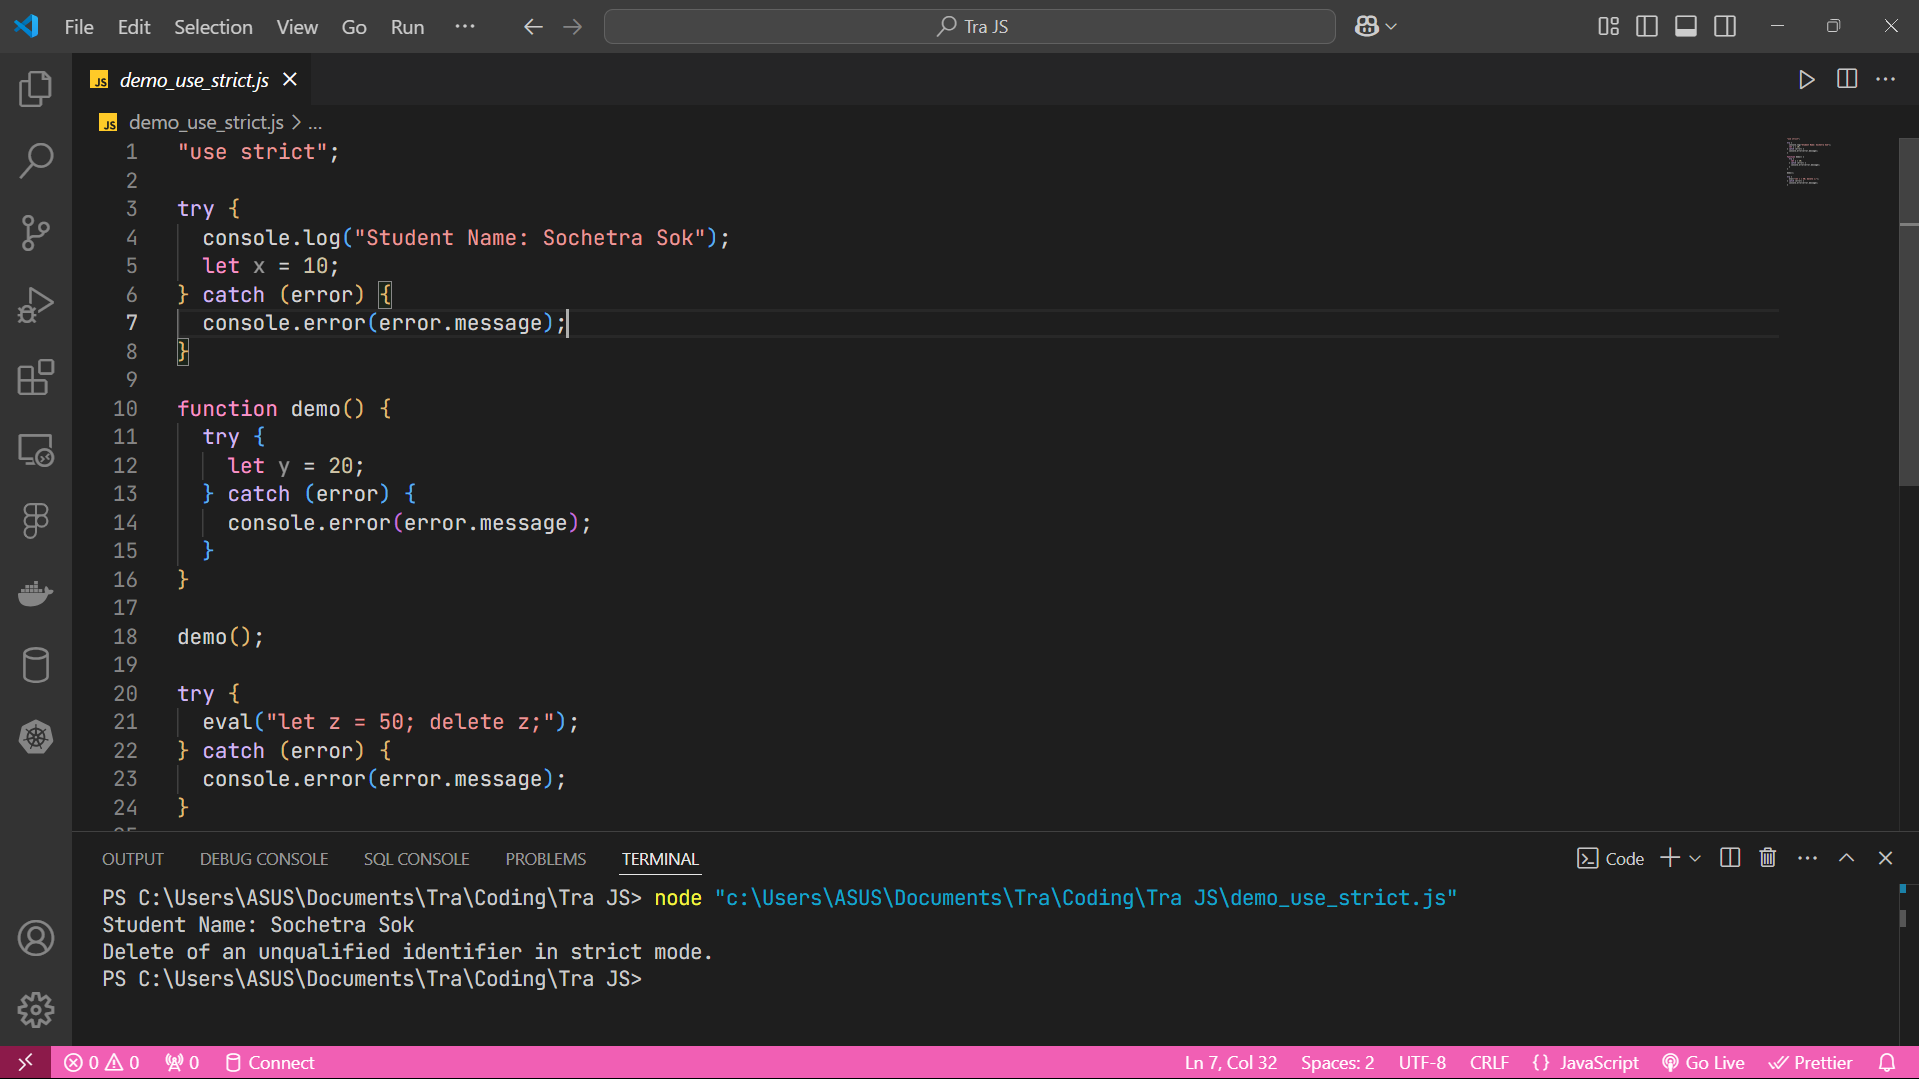 File Edit Selection View Go Run ··· Tra JS
JS demo_use_strict.js
JS demo_use_strict.js > ...
1 "use strict";
2
3 try {
4 console.log("Student Name: Sochetra Sok");
5 let x = 10;
6 } catch (error) {
7 console.error(error.message);
8 }
9
10 function demo() {
11 try {
12 let y = 20;
13 } catch (error) {
14 console.error(error.message);
15 }
16 }
17
18 demo();
19
20 try {
21 eval("let z = 50; delete z;");
22 } catch (error) {
23 console.error(error.message);
24 }
OUTPUT DEBUG CONSOLE SQL CONSOLE PROBLEMS TERMINAL Code
PS C:\Users\ASUS\Documents\Tra\Coding\Tra JS> node "c:\Users\ASUS\Documents\Tra\Coding\Tra JS\demo_use_strict.js"
Student Name: Sochetra Sok
Delete of an unqualified identifier in strict mode.
PS C:\Users\ASUS\Documents\Tra\Coding\Tra JS>
0 0 0 Connect Ln 7, Col 32 Spaces: 2 UTF-8 CRLF {} JavaScript Go Live Prettier